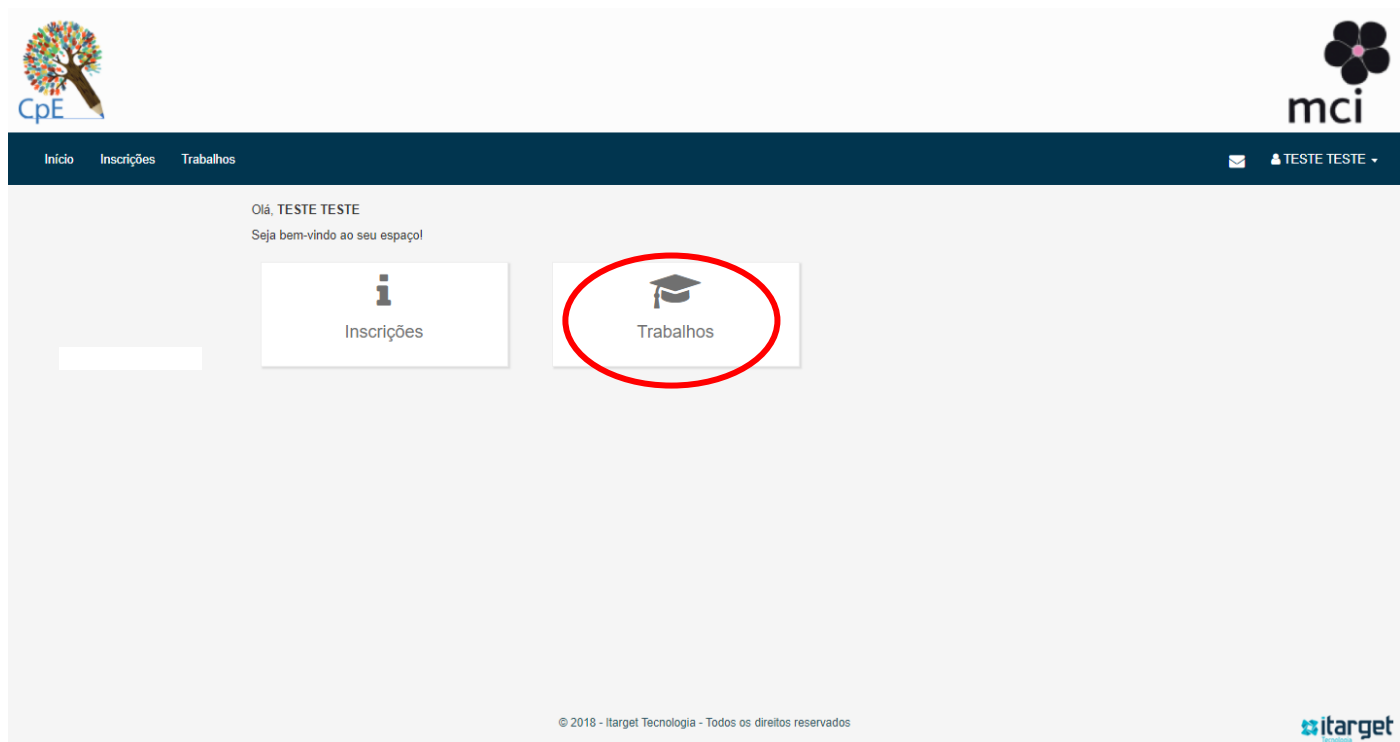 CpE
mci
Início Inscrições Trabalhos TESTE TESTE
Olá, TESTE TESTE
Seja bem-vindo ao seu espaço!
Inscrições
Trabalhos
© 2018 - Itarget Tecnologia - Todos os direitos reservados
itarget
Tecnologia